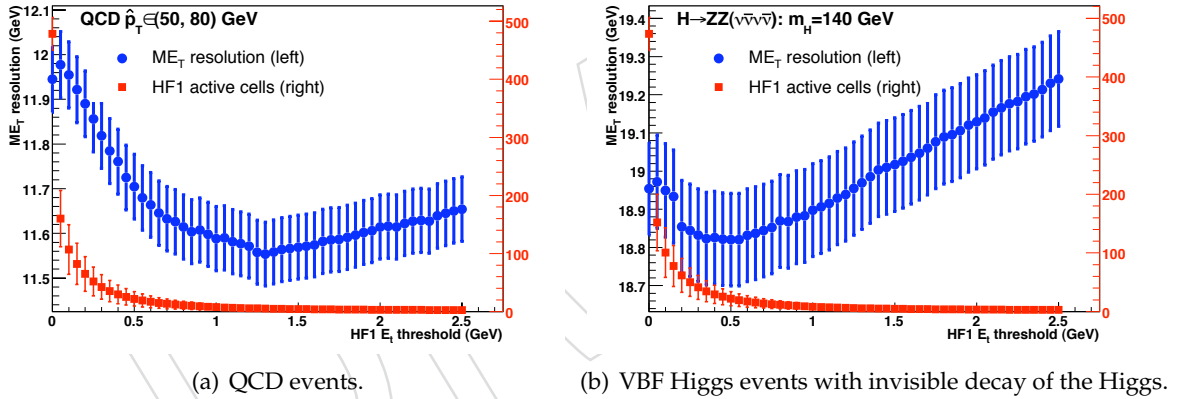 QCD p̂T∈(50, 80) GeV
MET resolution (left)
HF1 active cells (right)
MET resolution (GeV)
12.1
12
11.9
11.8
11.7
11.6
11.5
500
400
300
200
100
0
0 0.5 1 1.5 2 2.5
HF1 Et threshold (GeV)
(a) QCD events.
H→ZZ(νν̄νν̄): mH=140 GeV
MET resolution (left)
HF1 active cells (right)
MET resolution (GeV)
19.4
19.3
19.2
19.1
19
18.9
18.8
18.7
500
400
300
200
100
0
0 0.5 1 1.5 2 2.5
HF1 Et threshold (GeV)
(b) VBF Higgs events with invisible decay of the Higgs.